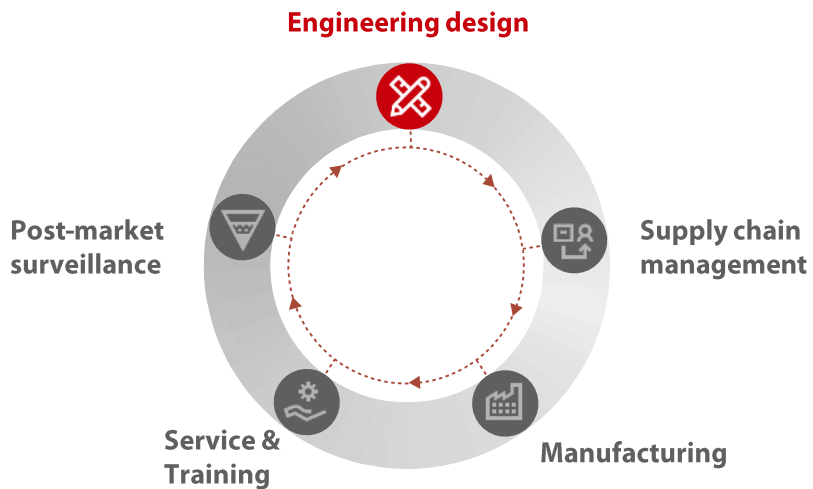 Engineering design
Post-market
surveillance
Supply chain
management
Service &
Training
Manufacturing